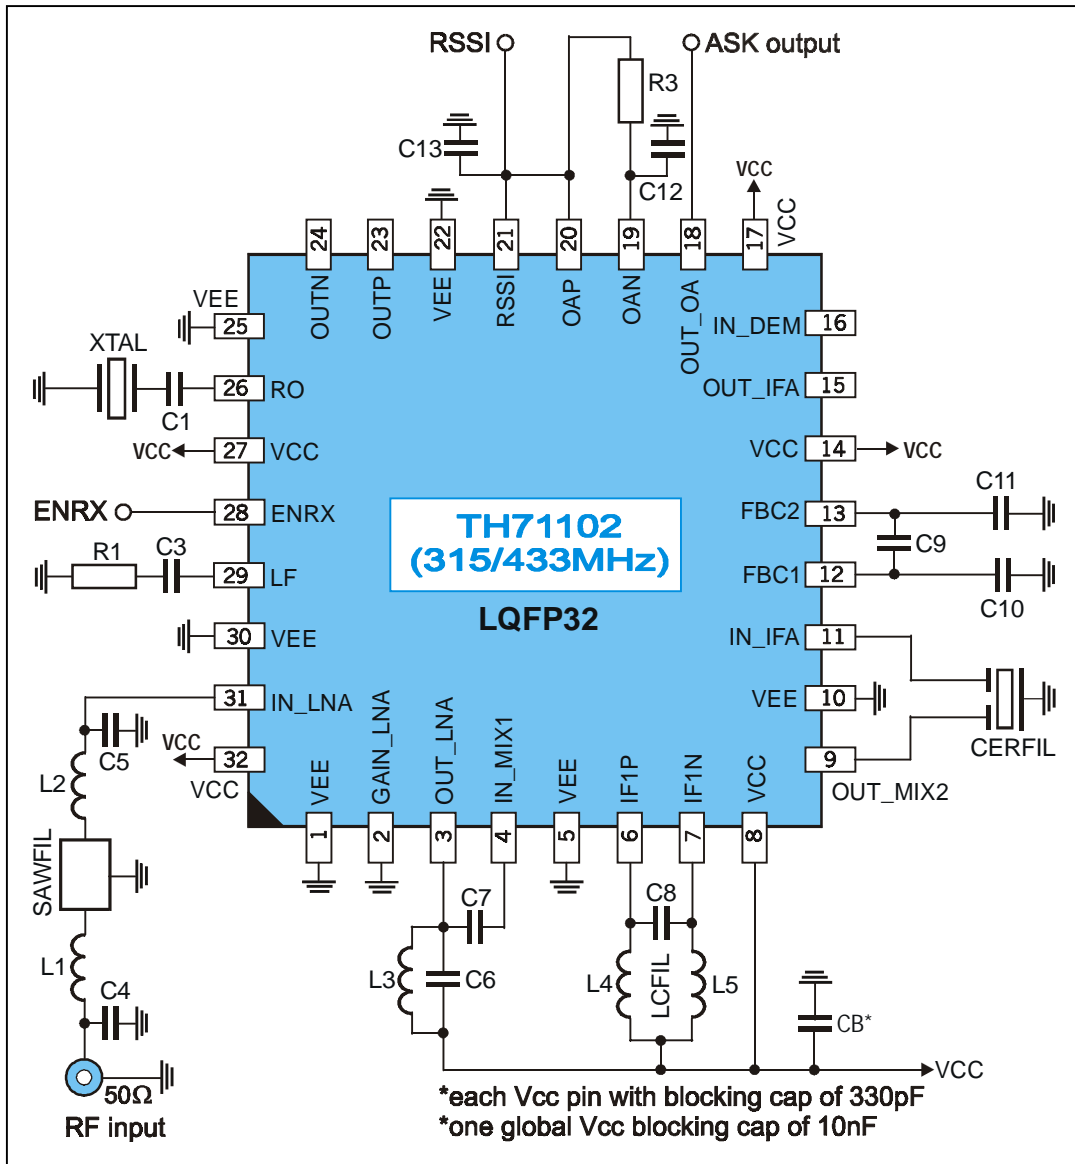 RSSI
ASK output
R3
C13
C12
VCC
VCC
24
23
22
21
20
19
18
17
OUTN
OUTP
VEE
RSSI
OAP
OAN
OUT_OA
VEE
25
IN_DEM
16
XTAL
26
RO
C1
OUT_IFA
15
VCC
27
VCC
VCC
14
VCC
ENRX
28
ENRX
TH71102
(315/433MHz)
LQFP32
FBC2
13
C11
C9
R1
C3
29
LF
FBC1
12
C10
30
VEE
IN_IFA
11
31
IN_LNA
VEE
10
CERFIL
C5
VCC
32
VCC
9
OUT_MIX2
L2
VEE
GAIN_LNA
OUT_LNA
IN_MIX1
VEE
IF1P
IF1N
VCC
1
2
3
4
5
6
7
8
SAWFIL
C7
C8
L1
L3
C6
L4
LCFIL
L5
C4
CB*
50Ω
VCC
RF input
*each Vcc pin with blocking cap of 330pF
*one global Vcc blocking cap of 10nF